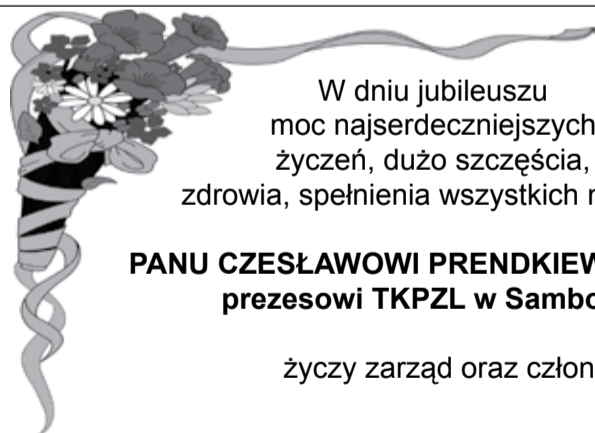 W dniu jubileuszu
moc najserdeczniejszych
życzeń, dużo szczęścia,
zdrowia, spełnienia wszystkich
PANU CZESŁAWOWI
prezesowi TKPZL w
życzy zarząd oraz